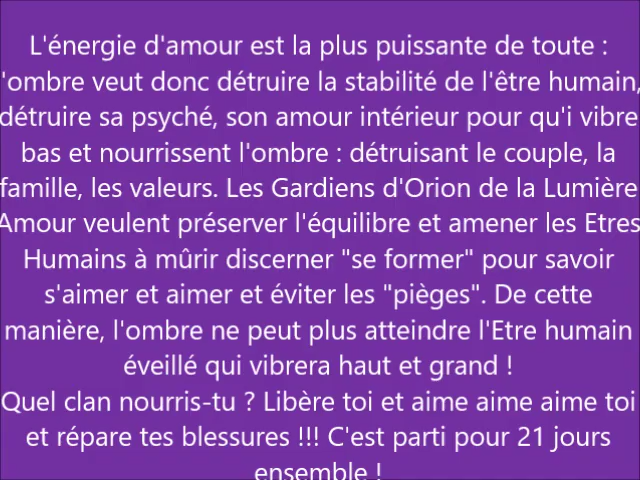 L'énergie d'amour est la plus puissante de toute :
'ombre veut donc détruire la stabilité de l'être humain,
détruire sa psyché, son amour intérieur pour qu'i vibre
bas et nourrissent l'ombre : détruisant le couple, la
famille, les valeurs. Les Gardiens d'Orion de la Lumière
Amour veulent préserver l'équilibre et amener les Etres
Humains à mûrir discerner "se former" pour savoir
s'aimer et aimer et éviter les "pièges". De cette
manière, l'ombre ne peut plus atteindre l'Etre humain
éveillé qui vibrera haut et grand !
Quel clan nourris-tu ? Libère toi et aime aime aime toi
et répare tes blessures !!! C'est parti pour 21 jours
ensemble !